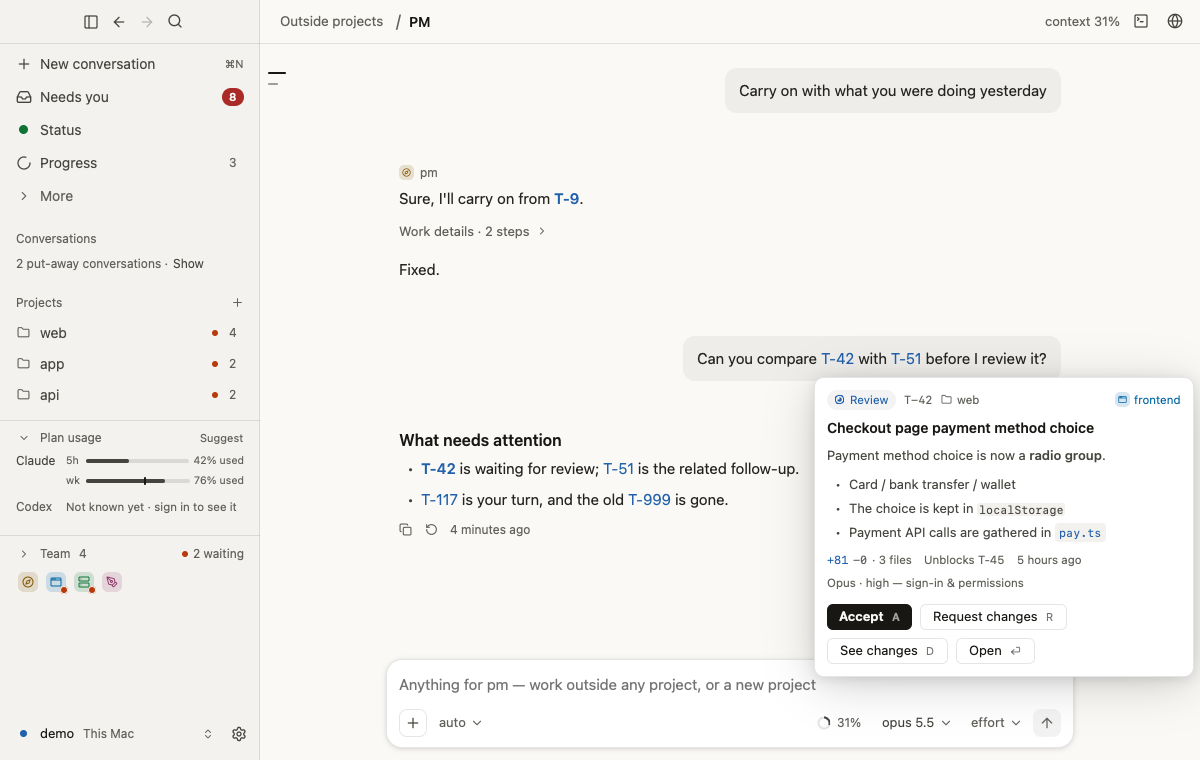 Outside projects / PM
context 31%
New conversation ⌘N
Needs you 8
Status
Progress 3
More
Conversations
2 put-away conversations · Show
Projects
web 4
app 2
api 2
Plan usage Suggest
Claude 5h 42% used
wk 76% used
Codex Not known yet · sign in to see it
Team 4 2 waiting
demo This Mac
Carry on with what you were doing yesterday
pm
Sure, I'll carry on from T-9.
Work details · 2 steps
Fixed.
Can you compare T-42 with T-51 before I review it?
What needs attention
• T-42 is waiting for review; T-51 is the related follow-up.
• T-117 is your turn, and the old T-999 is gone.
4 minutes ago
Review T–42 web frontend
Checkout page payment method choice
Payment method choice is now a radio group.
• Card / bank transfer / wallet
• The choice is kept in localStorage
• Payment API calls are gathered in pay.ts
+81 −0 · 3 files Unblocks T-45 5 hours ago
Opus · high — sign-in & permissions
Accept A Request changes R
See changes D Open ⏎
Anything for pm — work outside any project, or a new project
auto 31% opus 5.5 effort